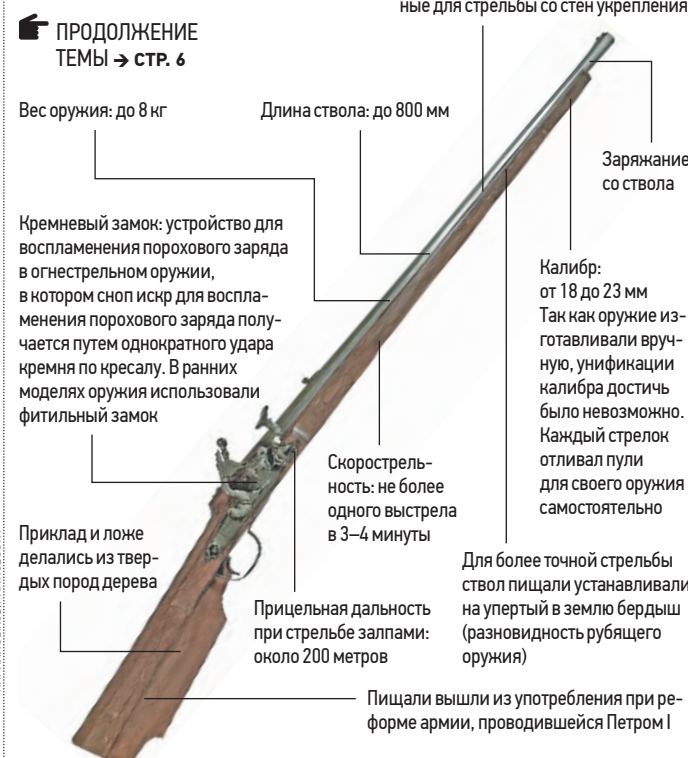 ные для стрельбы со стен укрепления
ПРОДОЛЖЕНИЕ
ТЕМЫ → СТР. 6
Вес оружия: до 8 кг
Длина ствола: до 800 мм
Заряжание
со ствола
Кремневый замок: устройство для
воспламенения порохового заряда
в огнестрельном оружии,
в котором сноп искр для воспла-
менения порохового заряда полу-
чается путем однократного удара
кремня по кресалу. В ранних
моделях оружия использовали
фитильный замок
Калибр:
от 18 до 23 мм
Так как оружие из-
готавливали вруч-
ную, унификации
калибра достичь
было невозможно.
Каждый стрелок
отливал пули
для своего оружия
самостоятельно
Скорострель-
ность: не более
одного выстрела
в 3–4 минуты
Приклад и ложе
делались из твер-
дых пород дерева
Прицельная дальность
при стрельбе залпами:
около 200 метров
Для более точной стрельбы
ствол пищали устанавливали
на упертый в землю бердыш
(разновидность рубящего
оружия)
Пищали вышли из употребления при ре-
форме армии, проводившейся Петром I